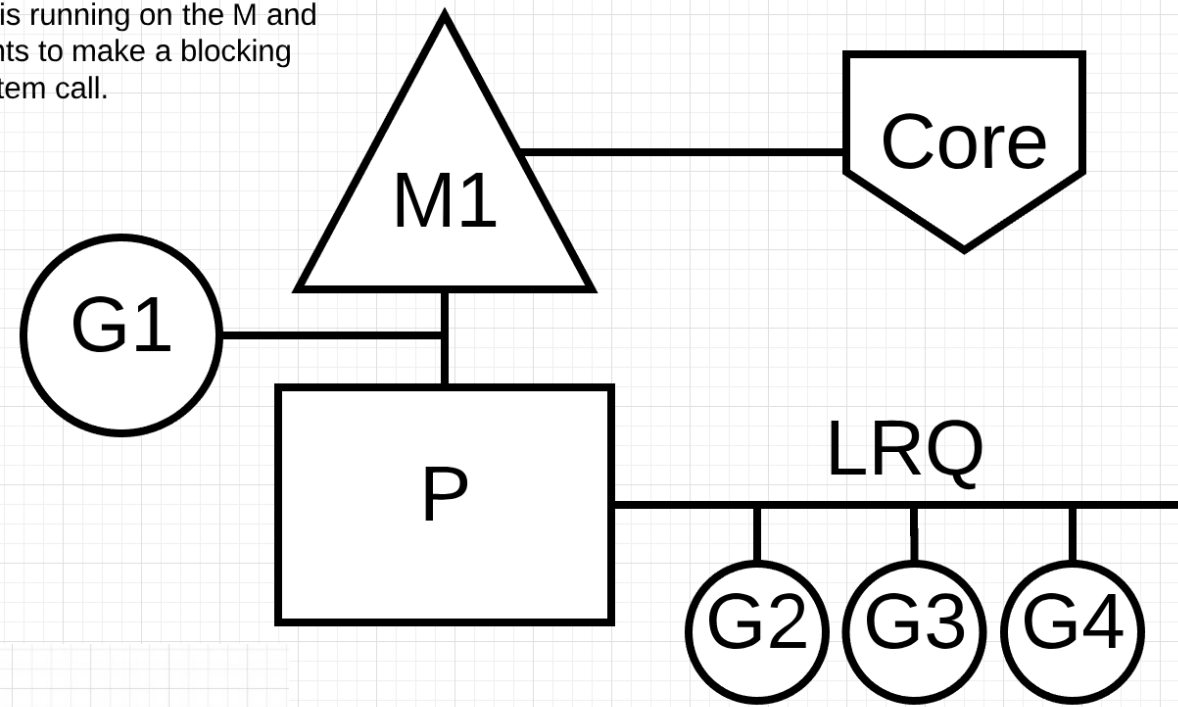 is running on the M and
nts to make a blocking
tem call.
M1
Core
G1
P
LRQ
G2 G3 G4